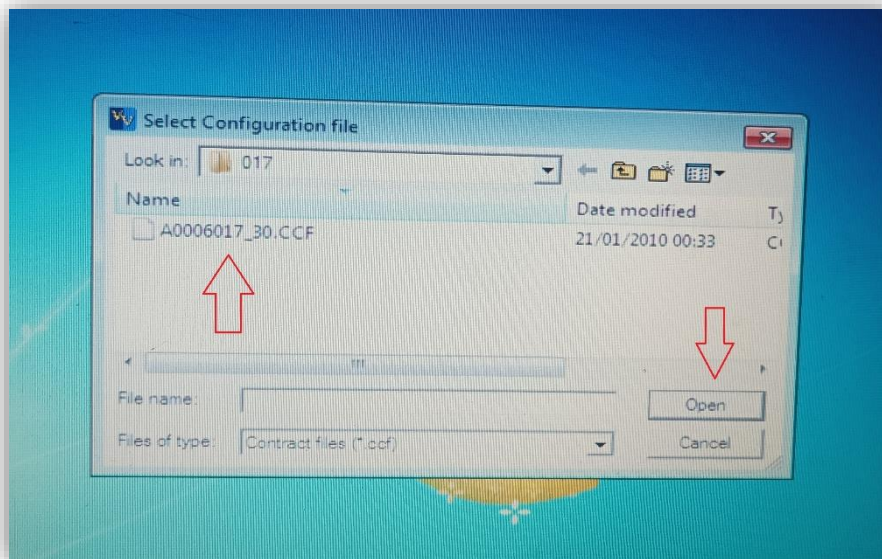 Select Configuration file
Look in: 017
Name Date modified Ty
A0006017_30.CCF 21/01/2010 00:33 C
File name: Open
Files of type: Contract files (*.ccf) Cancel